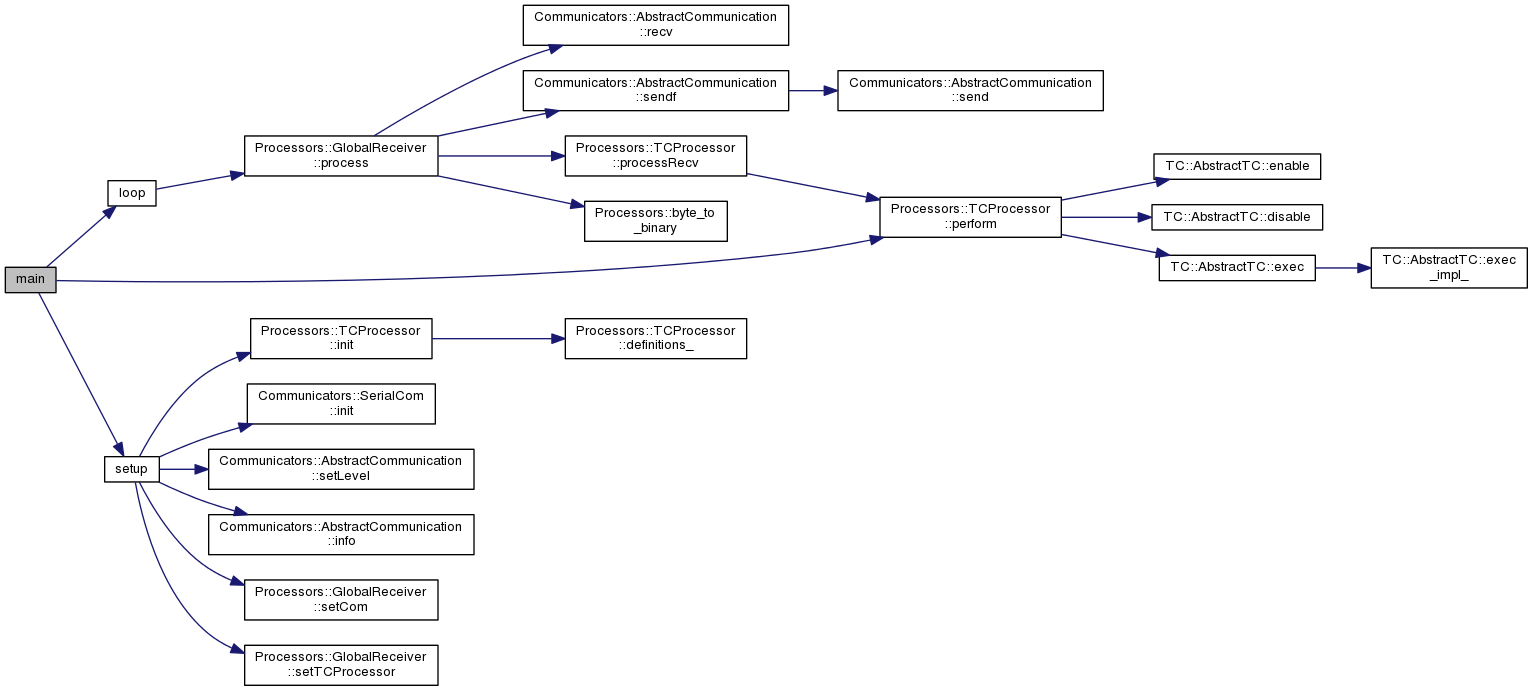 Communicators::AbstractCommunication
::recv
Communicators::AbstractCommunication
::sendf
Communicators::AbstractCommunication
::send
Processors::GlobalReceiver
::process
Processors::TCProcessor
::processRecv
TC::AbstractTC::enable
loop
Processors::byte_to
_binary
Processors::TCProcessor
::perform
TC::AbstractTC::disable
main
TC::AbstractTC::exec
TC::AbstractTC::exec
_impl_
Processors::TCProcessor
::init
Processors::TCProcessor
::definitions_
Communicators::SerialCom
::init
setup
Communicators::AbstractCommunication
::setLevel
Communicators::AbstractCommunication
::info
Processors::GlobalReceiver
::setCom
Processors::GlobalReceiver
::setTCProcessor